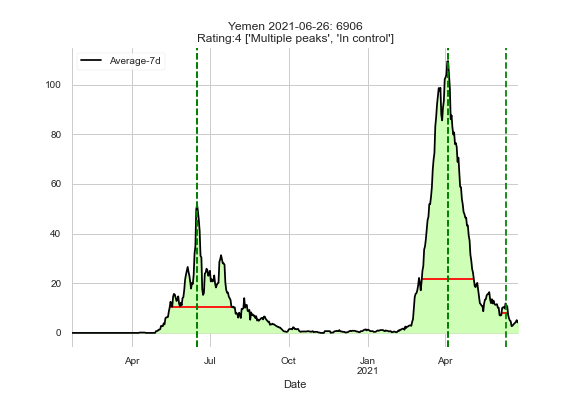 Yemen 2021-06-26: 6906
Rating:4 ['Multiple peaks', 'In control']
Average-7d
100
80
60
40
20
0
Apr
Jul
Oct
Jan
2021
Apr
Date